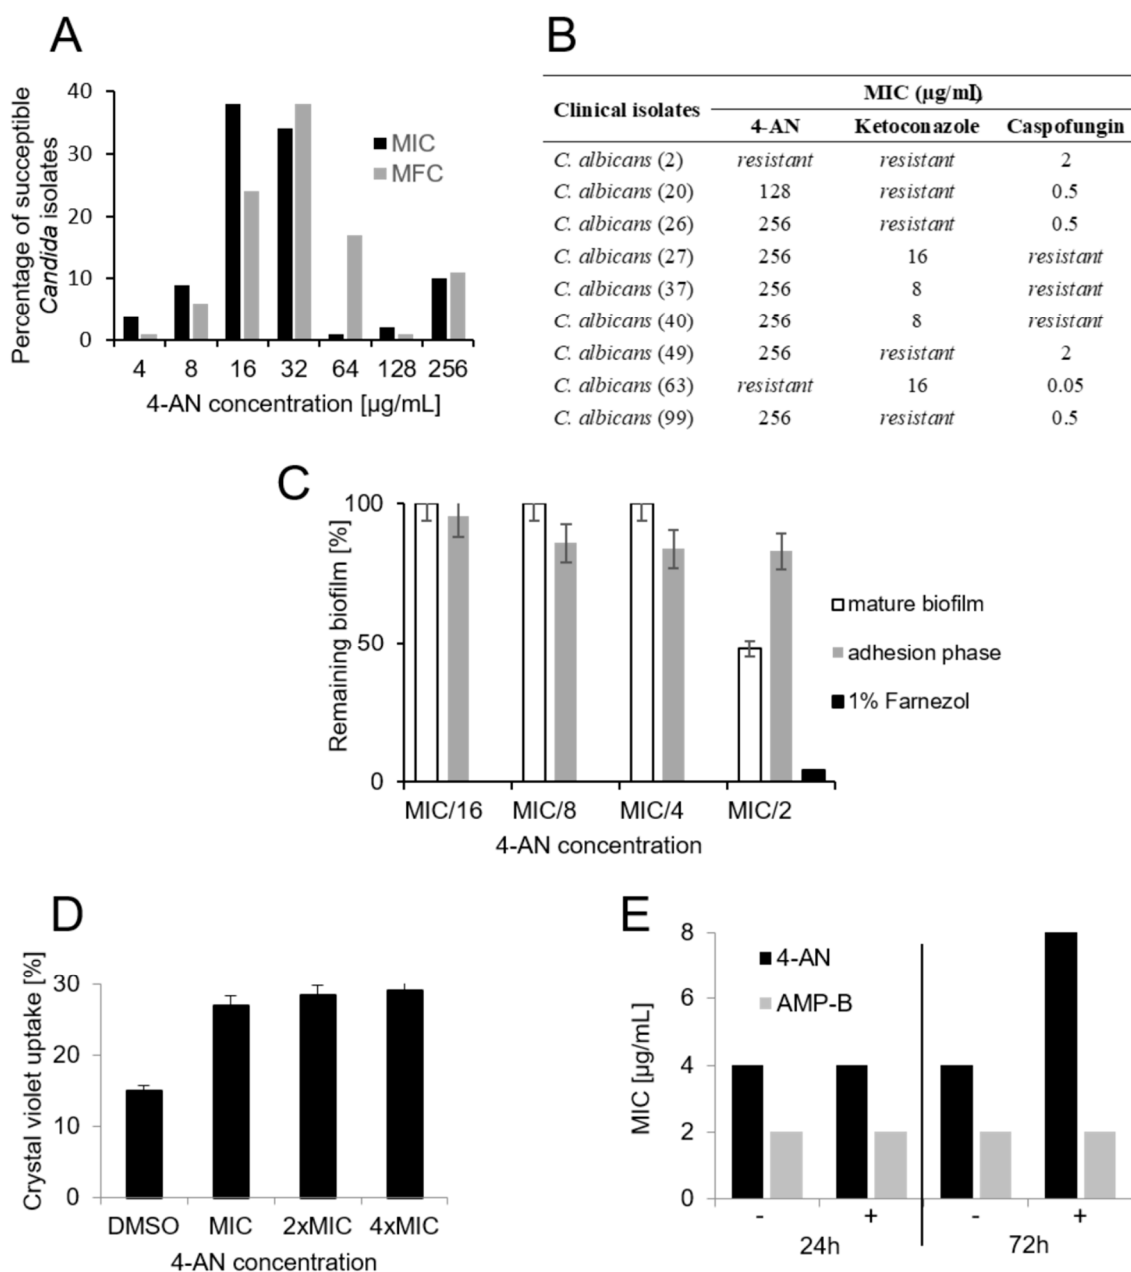 A
Percentage of succeptible
Candida isolates
40
30
20
10
0
MIC
MFC
4 8 16 32 64 128 256
4-AN concentration [µg/mL]
B
Clinical isolates MIC (µg/mL)
4-AN Ketoconazole Caspofungin
C. albicans (2) resistant resistant 2
C. albicans (20) 128 resistant 0.5
C. albicans (26) 256 resistant 0.5
C. albicans (27) 256 16 resistant
C. albicans (37) 256 8 resistant
C. albicans (40) 256 8 resistant
C. albicans (49) 256 resistant 2
C. albicans (63) resistant 16 0.05
C. albicans (99) 256 resistant 0.5
C
Remaining biofilm [%]
100
50
0
mature biofilm
adhesion phase
1% Farnezol
MIC/16 MIC/8 MIC/4 MIC/2
4-AN concentration
D
Crystal violet uptake [%]
30
20
10
0
DMSO MIC 2xMIC 4xMIC
4-AN concentration
E
MIC [µg/mL]
8
6
4
2
0
4-AN
AMP-B
- + - +
24h 72h